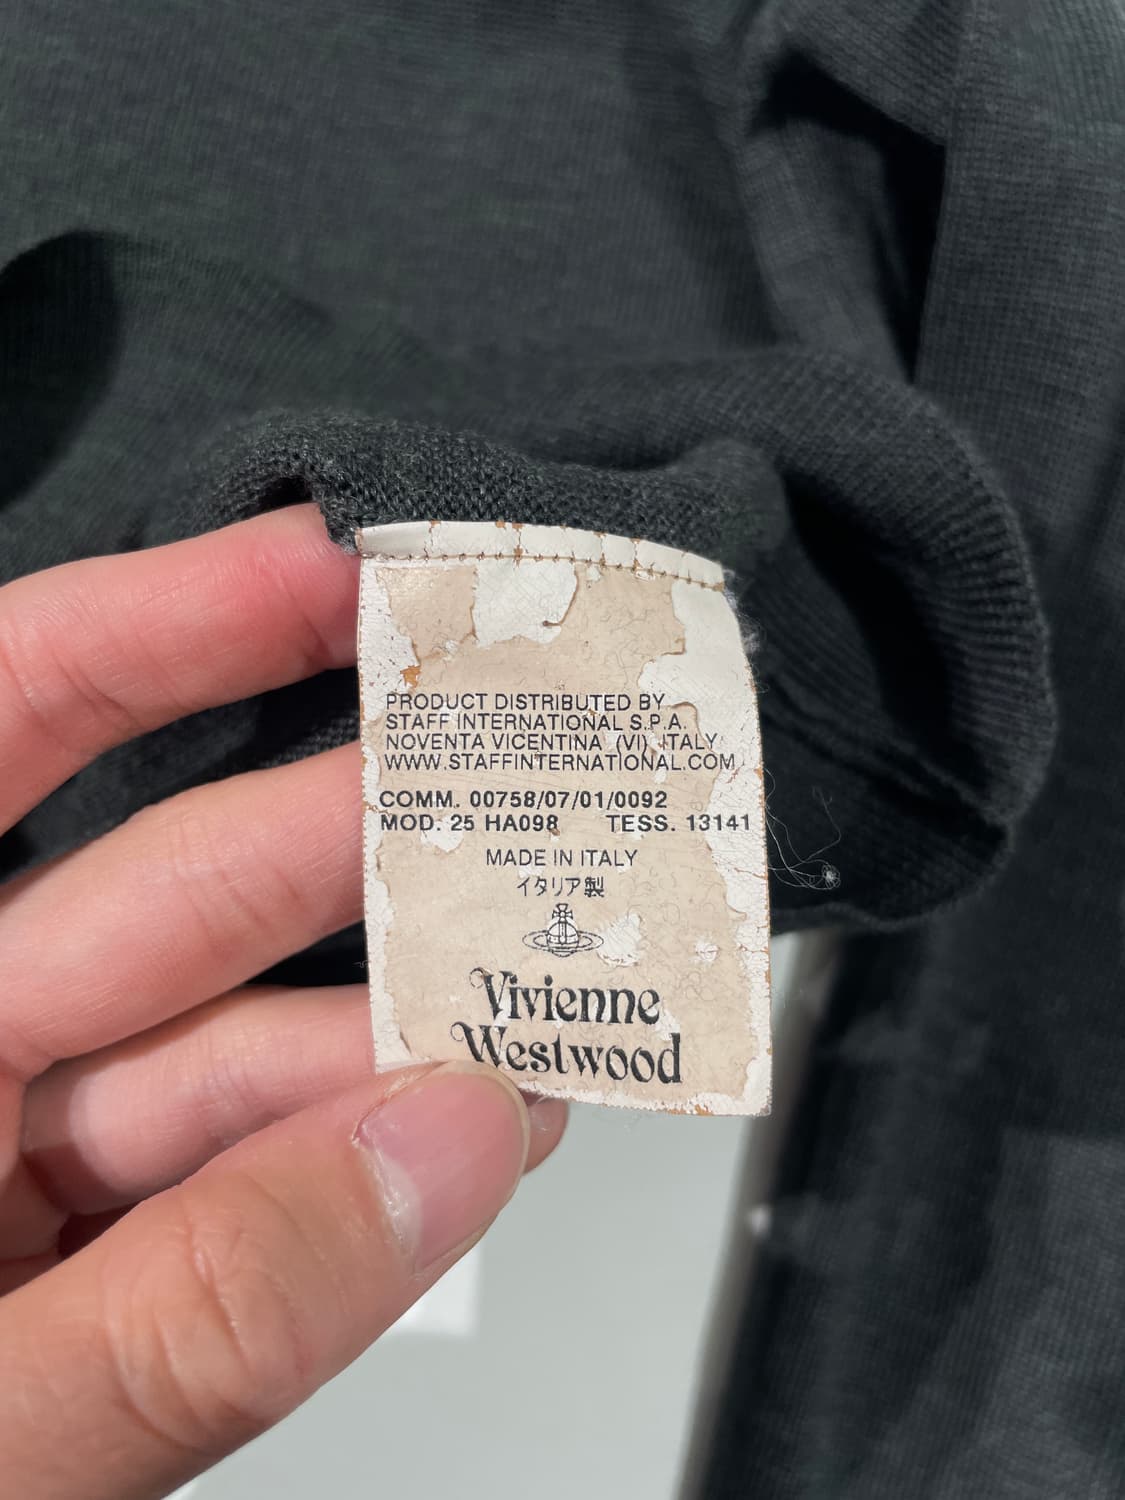 PRODUCT DISTRIBUTED BY
STAFF INTERNATIONAL S.P.A.
NOVENTA VICENTINA (VI) ITALY
WWW.STAFFINTERNATIONAL.COM
COMM. 00758/07/01/0092
MOD. 25 HA098 TESS. 13141
MADE IN ITALY
イタリア製
Vivienne
Westwood